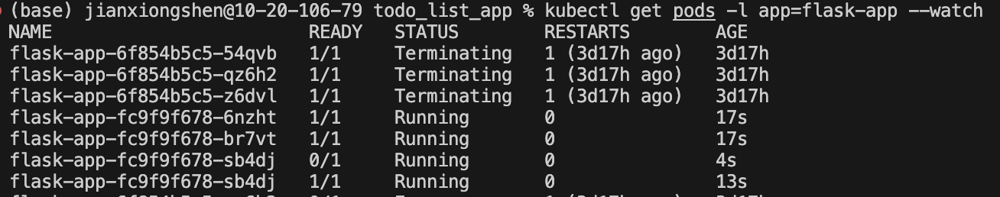 (base) jianxiongshen@10-20-106-79 todo_list_app % kubectl get pods -l app=flask-app --watch
NAME READY STATUS RESTARTS AGE
flask-app-6f854b5c5-54qvb 1/1 Terminating 1 (3d17h ago) 3d17h
flask-app-6f854b5c5-qz6h2 1/1 Terminating 1 (3d17h ago) 3d17h
flask-app-6f854b5c5-z6dvl 1/1 Terminating 1 (3d17h ago) 3d17h
flask-app-fc9f9f678-6nzht 1/1 Running 0 17s
flask-app-fc9f9f678-br7vt 1/1 Running 0 17s
flask-app-fc9f9f678-sb4dj 0/1 Running 0 4s
flask-app-fc9f9f678-sb4dj 1/1 Running 0 13s